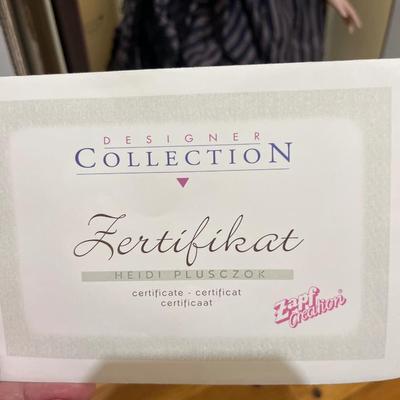 DESIGNER
COLLECTION
Zertifikat
HEIDI PLUSCZOK
certificate - certificat
certificaat
Zapf
Creation®